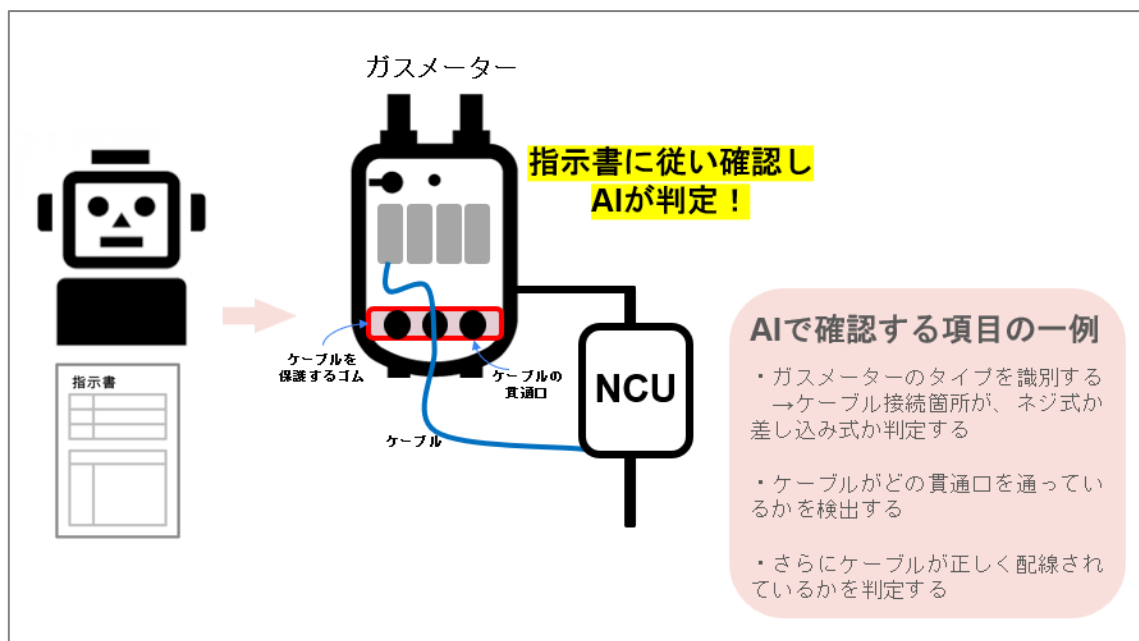 ガスメーター
指示書に従い確認し
AIが判定！
指示書
ケーブルを
保護するゴム
ケーブルの
貫通口
ケーブル
NCU
AIで確認する項目の一例
・ガスメーターのタイプを識別する
→ケーブル接続箇所が、ネジ式か
差し込み式か判定する
・ケーブルがどの貫通口を通ってい
るかを検出する
・さらにケーブルが正しく配線され
ているかを判定する